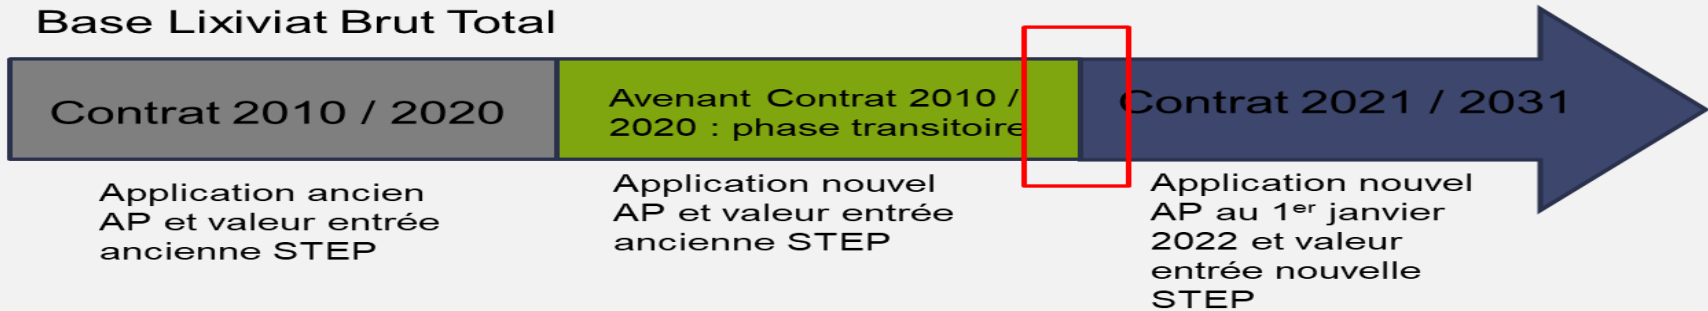 Base Lixiviat Brut Total
Contrat 2010 / 2020
Avenant Contrat 2010 /
2020 : phase transitoire
Contrat 2021 / 2031
Application ancien
AP et valeur entrée
ancienne STEP
Application nouvel
AP et valeur entrée
ancienne STEP
Application nouvel
AP au 1er janvier
2022 et valeur
entrée nouvelle
STEP